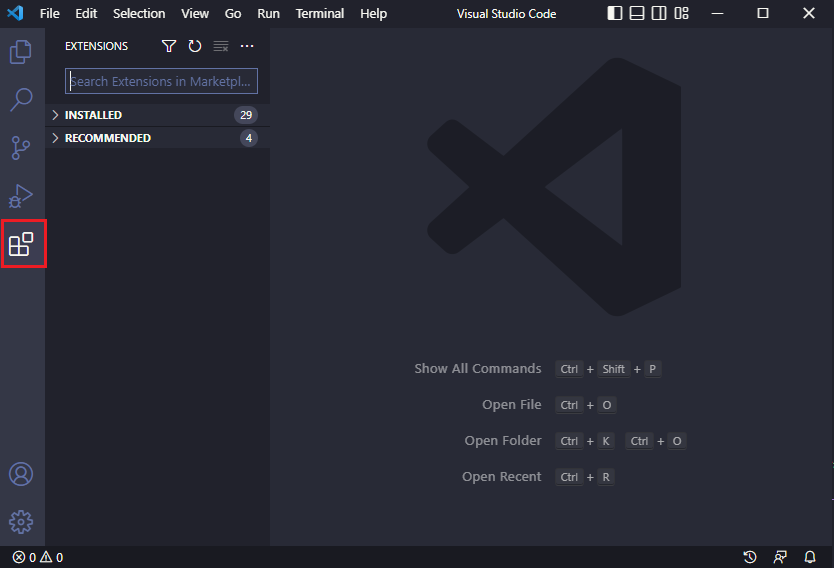 File Edit Selection View Go Run Terminal Help Visual Studio Code
EXTENSIONS
Search Extensions in Marketpl...
INSTALLED 29
RECOMMENDED 4
Show All Commands Ctrl + Shift + P
Open File Ctrl + O
Open Folder Ctrl + K Ctrl + O
Open Recent Ctrl + R
0 0